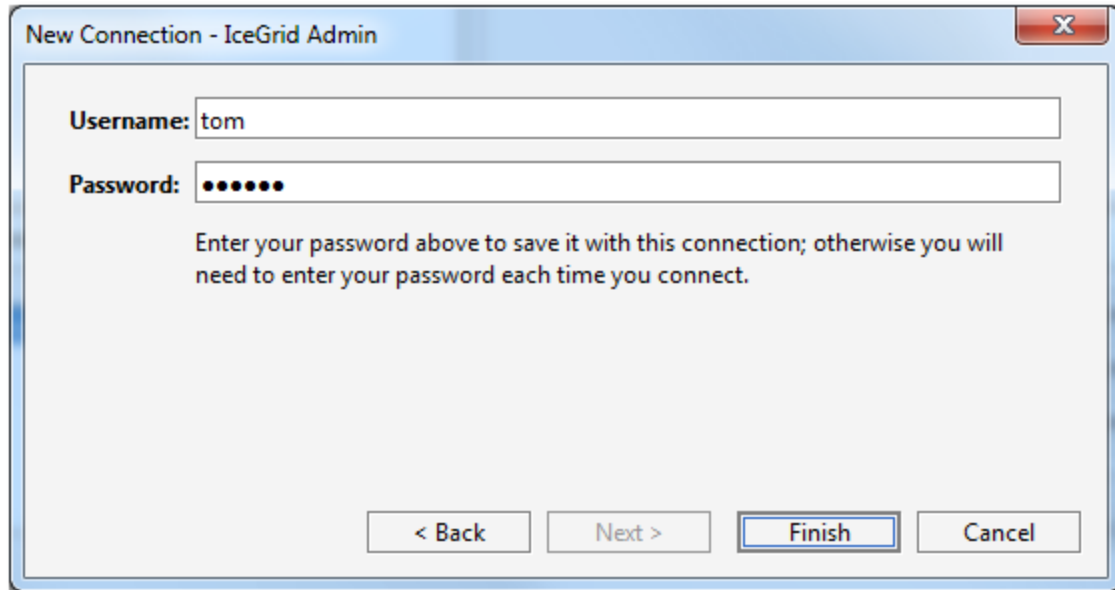 New Connection - IceGrid Admin
Username: tom
Password: ••••••
Enter your password above to save it with this connection; otherwise you will
need to enter your password each time you connect.
< Back Next > Finish Cancel